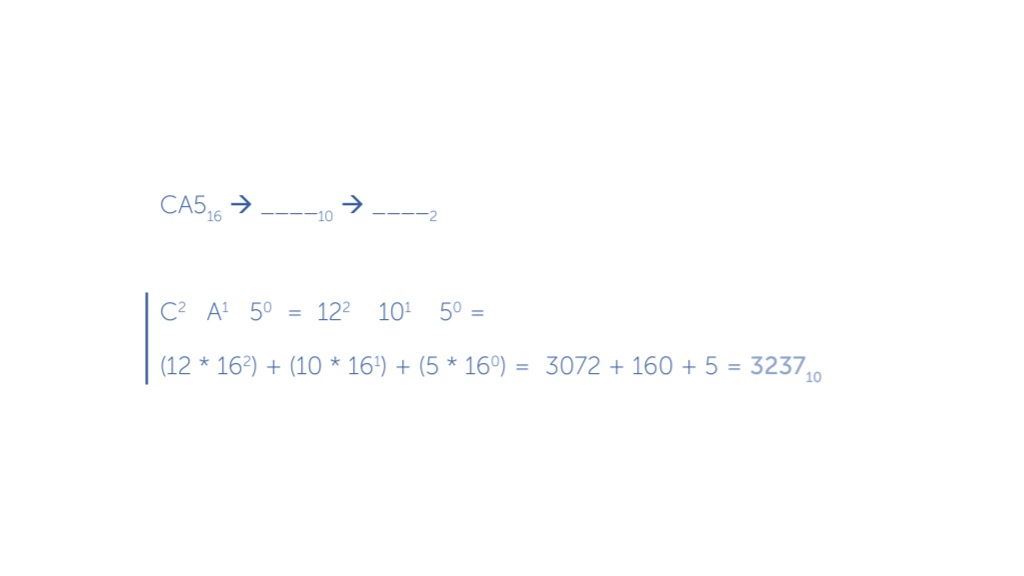 CA5₁₆ → ____₁₀ → ____₂
C² A¹ 5⁰ = 12² 10¹ 5⁰ =
(12 * 16²) + (10 * 16¹) + (5 * 16⁰) = 3072 + 160 + 5 = 3237₁₀